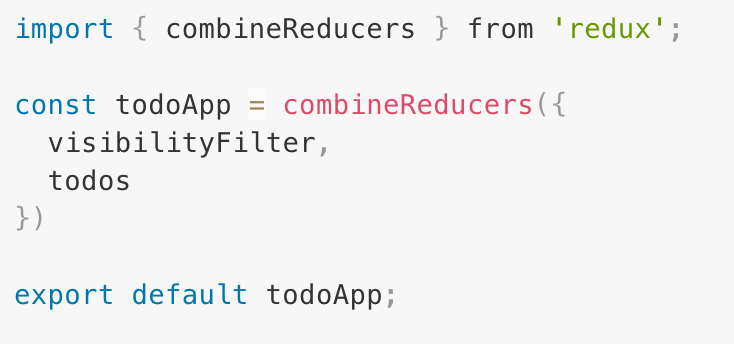 import { combineReducers } from 'redux';
const todoApp = combineReducers({
  visibilityFilter,
  todos
})
export default todoApp;